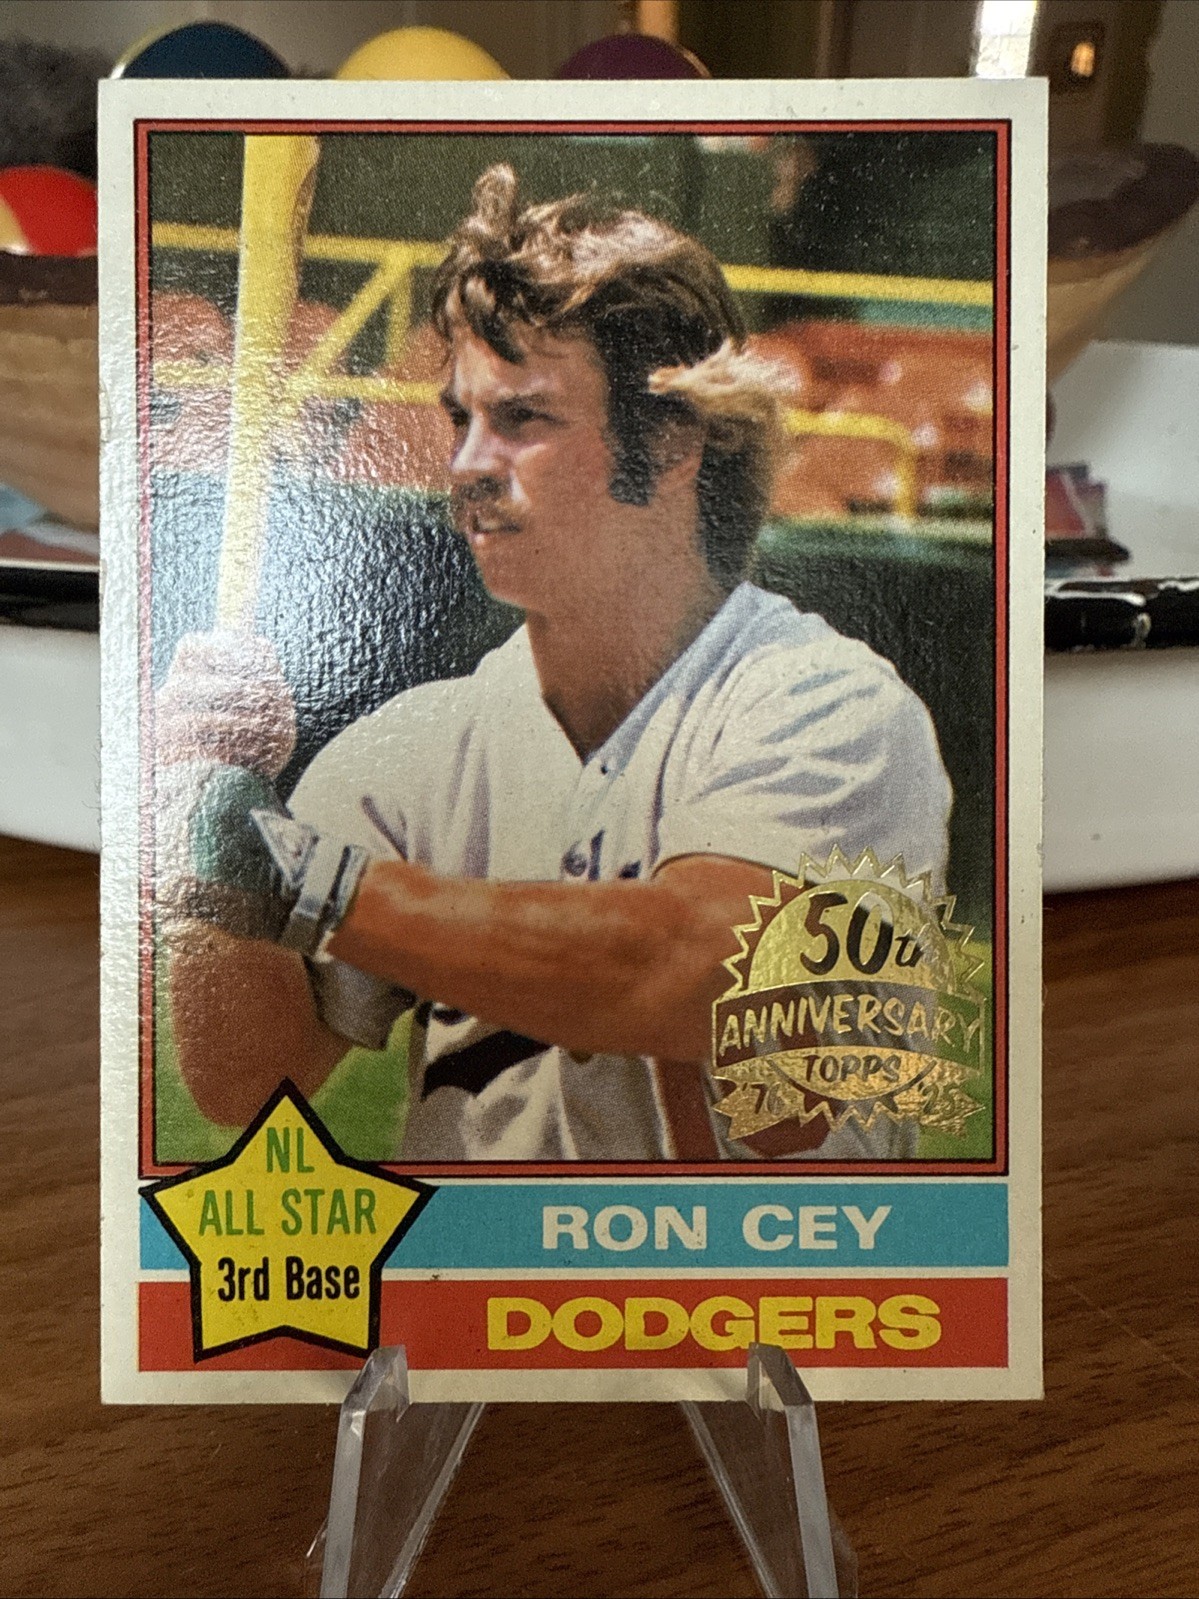 50th
ANNIVERSARY
TOPPS
'76 '25
NL
ALL STAR
3rd Base
RON CEY
DODGERS